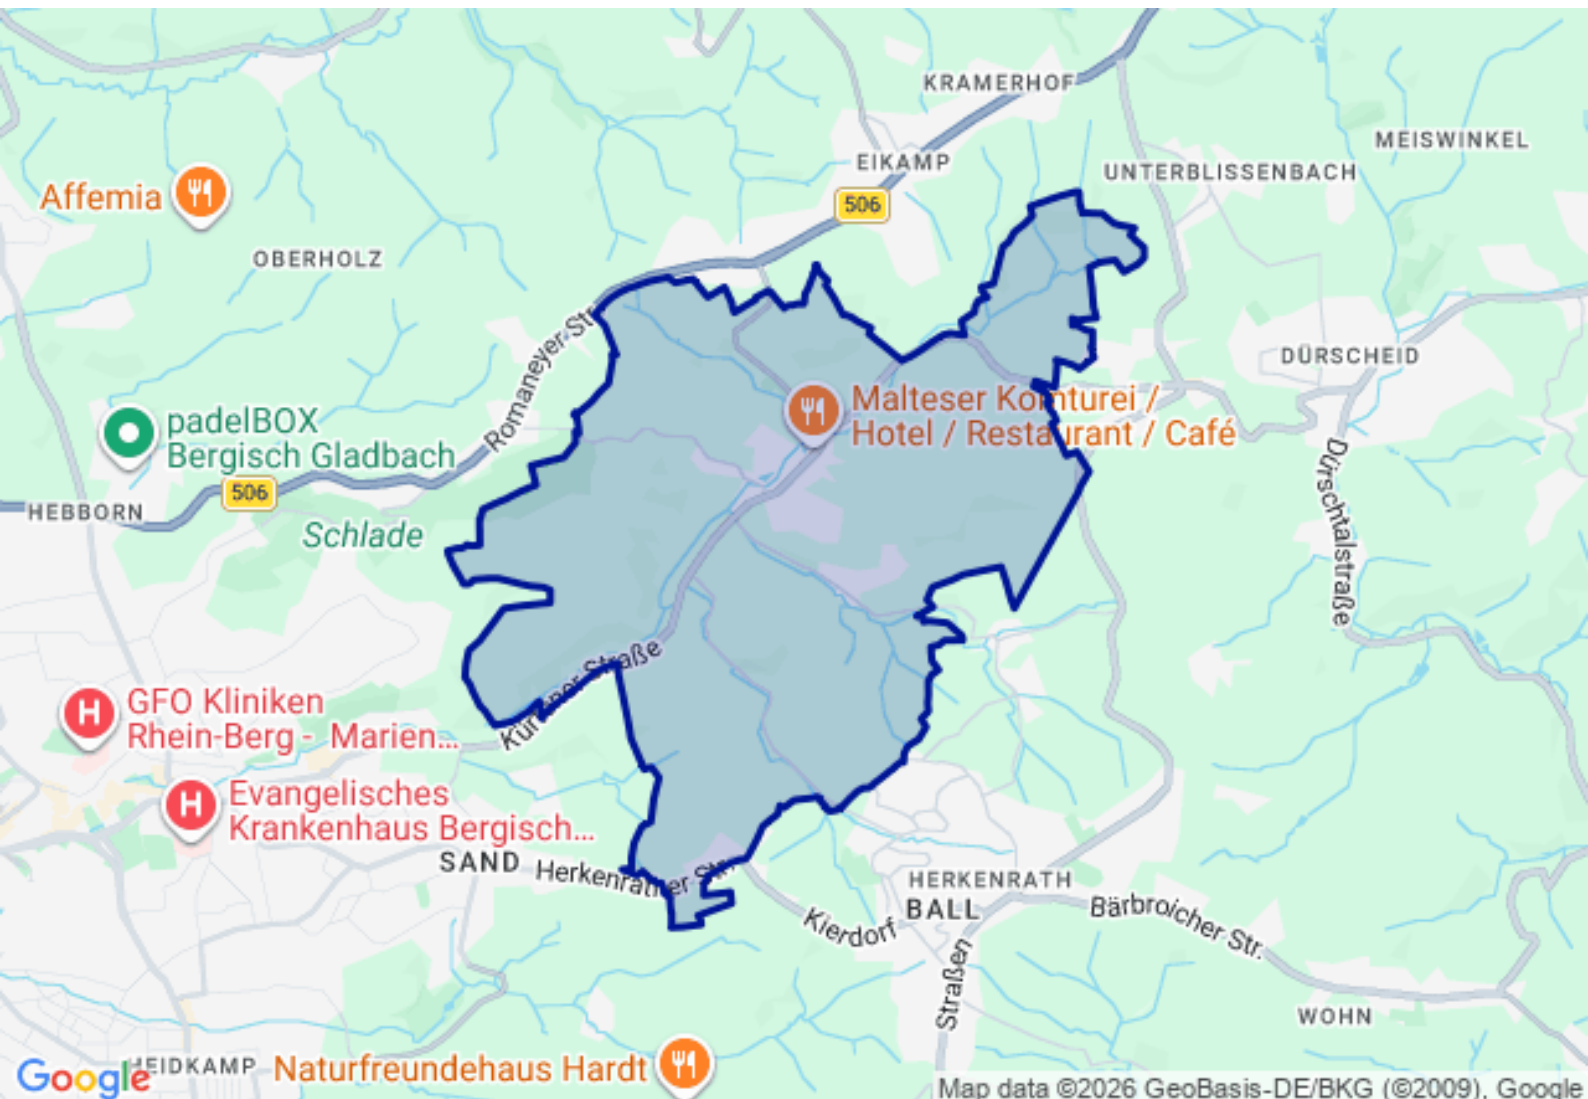 KRAMERHOF
MEISWINKEL
EIKAMP
UNTERBLISSENBACH
Affemia
506
OBERHOLZ
Romaneyer Str.
DÜRSCHEID
Malteser Komturei /
Hotel / Restaurant / Café
padelBOX
Bergisch Gladbach
506
HEBBORN
Schlade
Dürschtalstraße
Kürtener Straße
GFO Kliniken
Rhein-Berg - Marien...
Evangelisches
Krankenhaus Bergisch...
SAND
Herkenrather Str.
HERKENRATH
BALL
Kierdorf
Bärbroicher Str.
Straßen
WOHN
HEIDKAMP
Naturfreundehaus Hardt
Google
Map data ©2026 GeoBasis-DE/BKG (©2009), Google